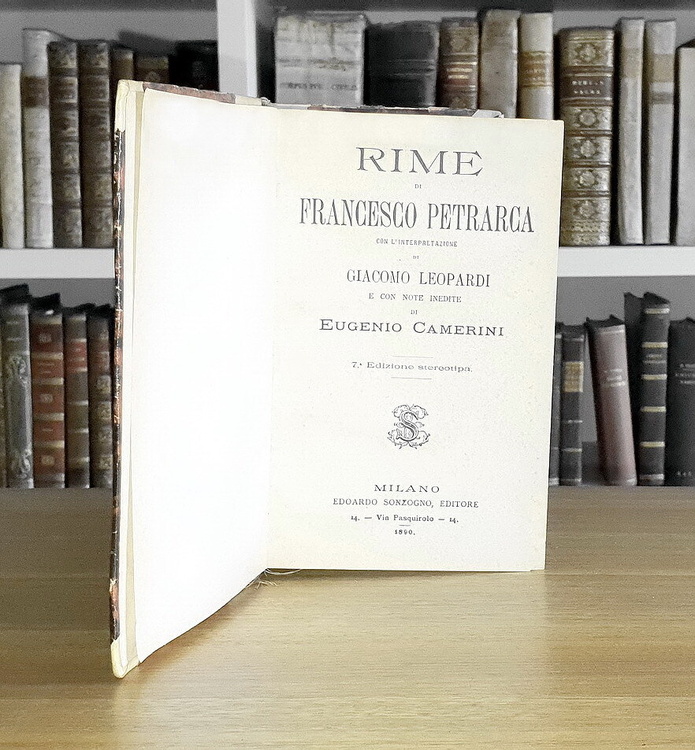 RIME
DI
FRANCESCO PETRARCA
CON L'INTERPRETAZIONE
DI
GIACOMO LEOPARDI
E CON NOTE INEDITE
DI
EUGENIO CAMERINI
7.ª Edizione stereotipa.
MILANO
EDOARDO SONZOGNO, EDITORE
14. — Via Pasquirolo — 14.
1890.